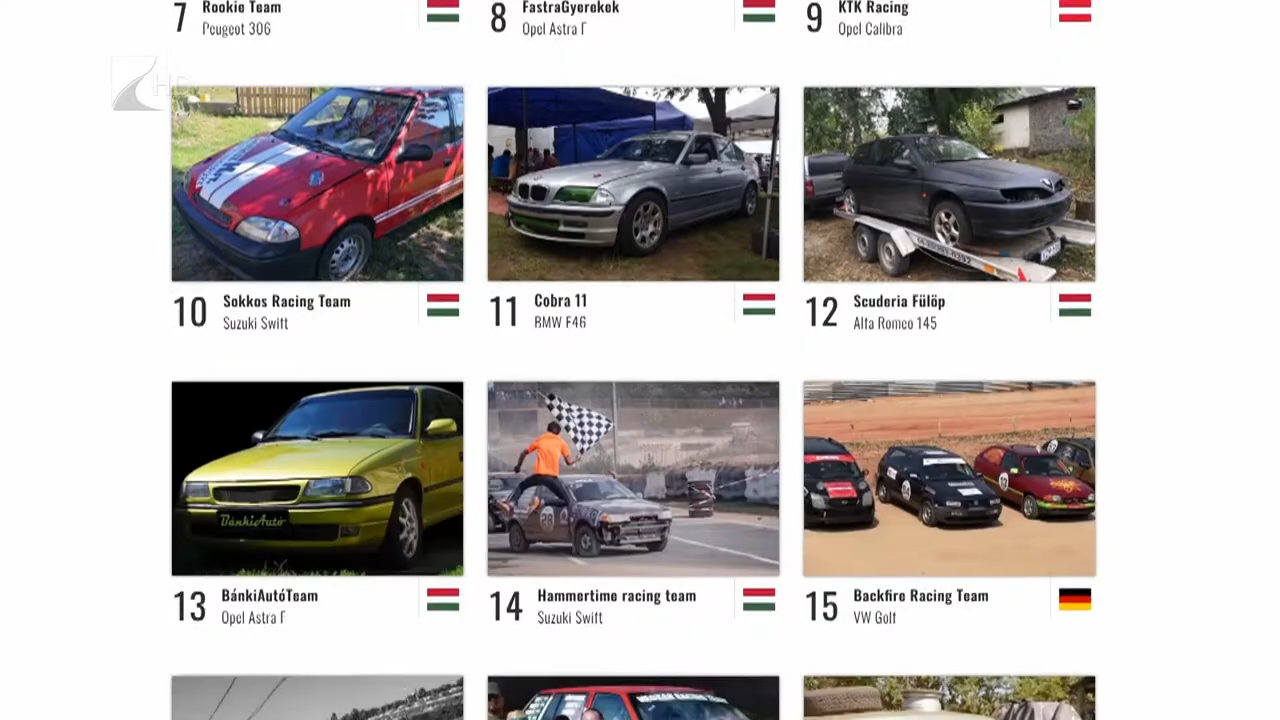 7 Rookie Team
Peugeot 306
8 FastraGyerekek
Opel Astra F
9 KTK Racing
Opel Calibra
HD
10 Sokkos Racing Team
Suzuki Swift
11 Cobra 11
BMW E46
12 Scuderia Fülöp
Alfa Romeo 145
BánkiAutó
13 BánkiAutóTeam
Opel Astra F
14 Hammertime racing team
Suzuki Swift
15 Backfire Racing Team
VW Golf